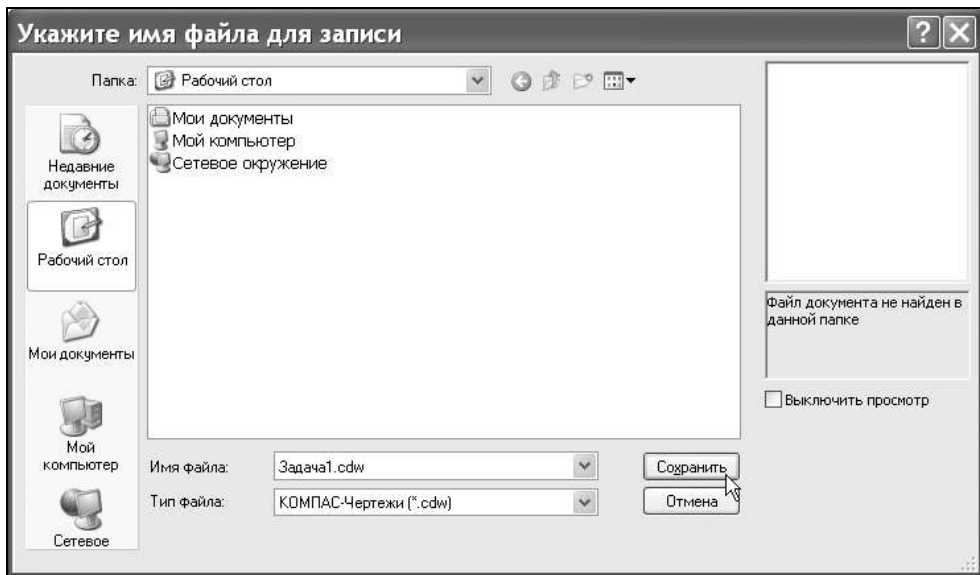 Укажите имя файла для записи
Папка:
Рабочий стол
Недавние
документы
Рабочий стол
Мои документы
Мой
компьютер
Сетевое
Мои документы
Мой компьютер
Сетевое окружение
Файл документа не найден в
данной папке
Выключить просмотр
Имя файла:
Задача1.cdw
Сохранить
Тип файла:
КОМПАС-Чертежи (*.cdw)
Отмена